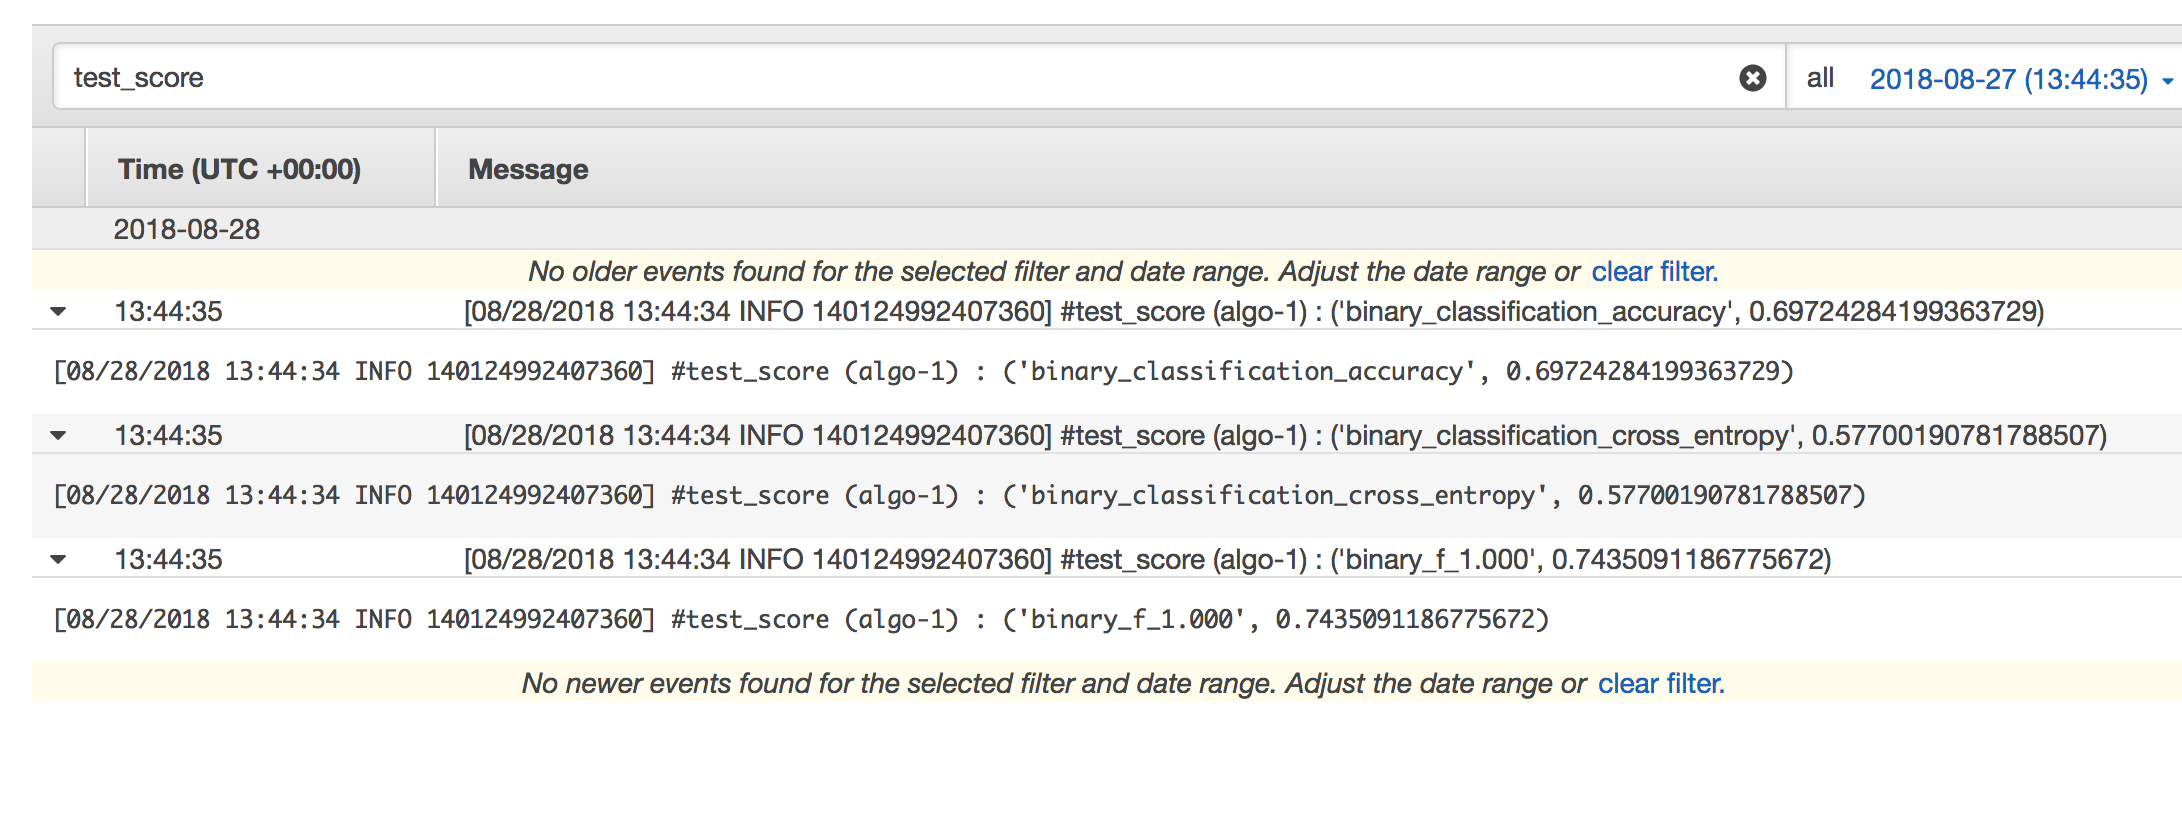 test_score all 2018-08-27 (13:44:35)
Time (UTC +00:00) Message
2018-08-28
No older events found for the selected filter and date range. Adjust the date range or clear filter.
13:44:35 [08/28/2018 13:44:34 INFO 140124992407360] #test_score (algo-1) : ('binary_classification_accuracy', 0.69724284199363729)
[08/28/2018 13:44:34 INFO 140124992407360] #test_score (algo-1) : ('binary_classification_accuracy', 0.69724284199363729)
13:44:35 [08/28/2018 13:44:34 INFO 140124992407360] #test_score (algo-1) : ('binary_classification_cross_entropy', 0.57700190781788507)
[08/28/2018 13:44:34 INFO 140124992407360] #test_score (algo-1) : ('binary_classification_cross_entropy', 0.57700190781788507)
13:44:35 [08/28/2018 13:44:34 INFO 140124992407360] #test_score (algo-1) : ('binary_f_1.000', 0.7435091186775672)
[08/28/2018 13:44:34 INFO 140124992407360] #test_score (algo-1) : ('binary_f_1.000', 0.7435091186775672)
No newer events found for the selected filter and date range. Adjust the date range or clear filter.